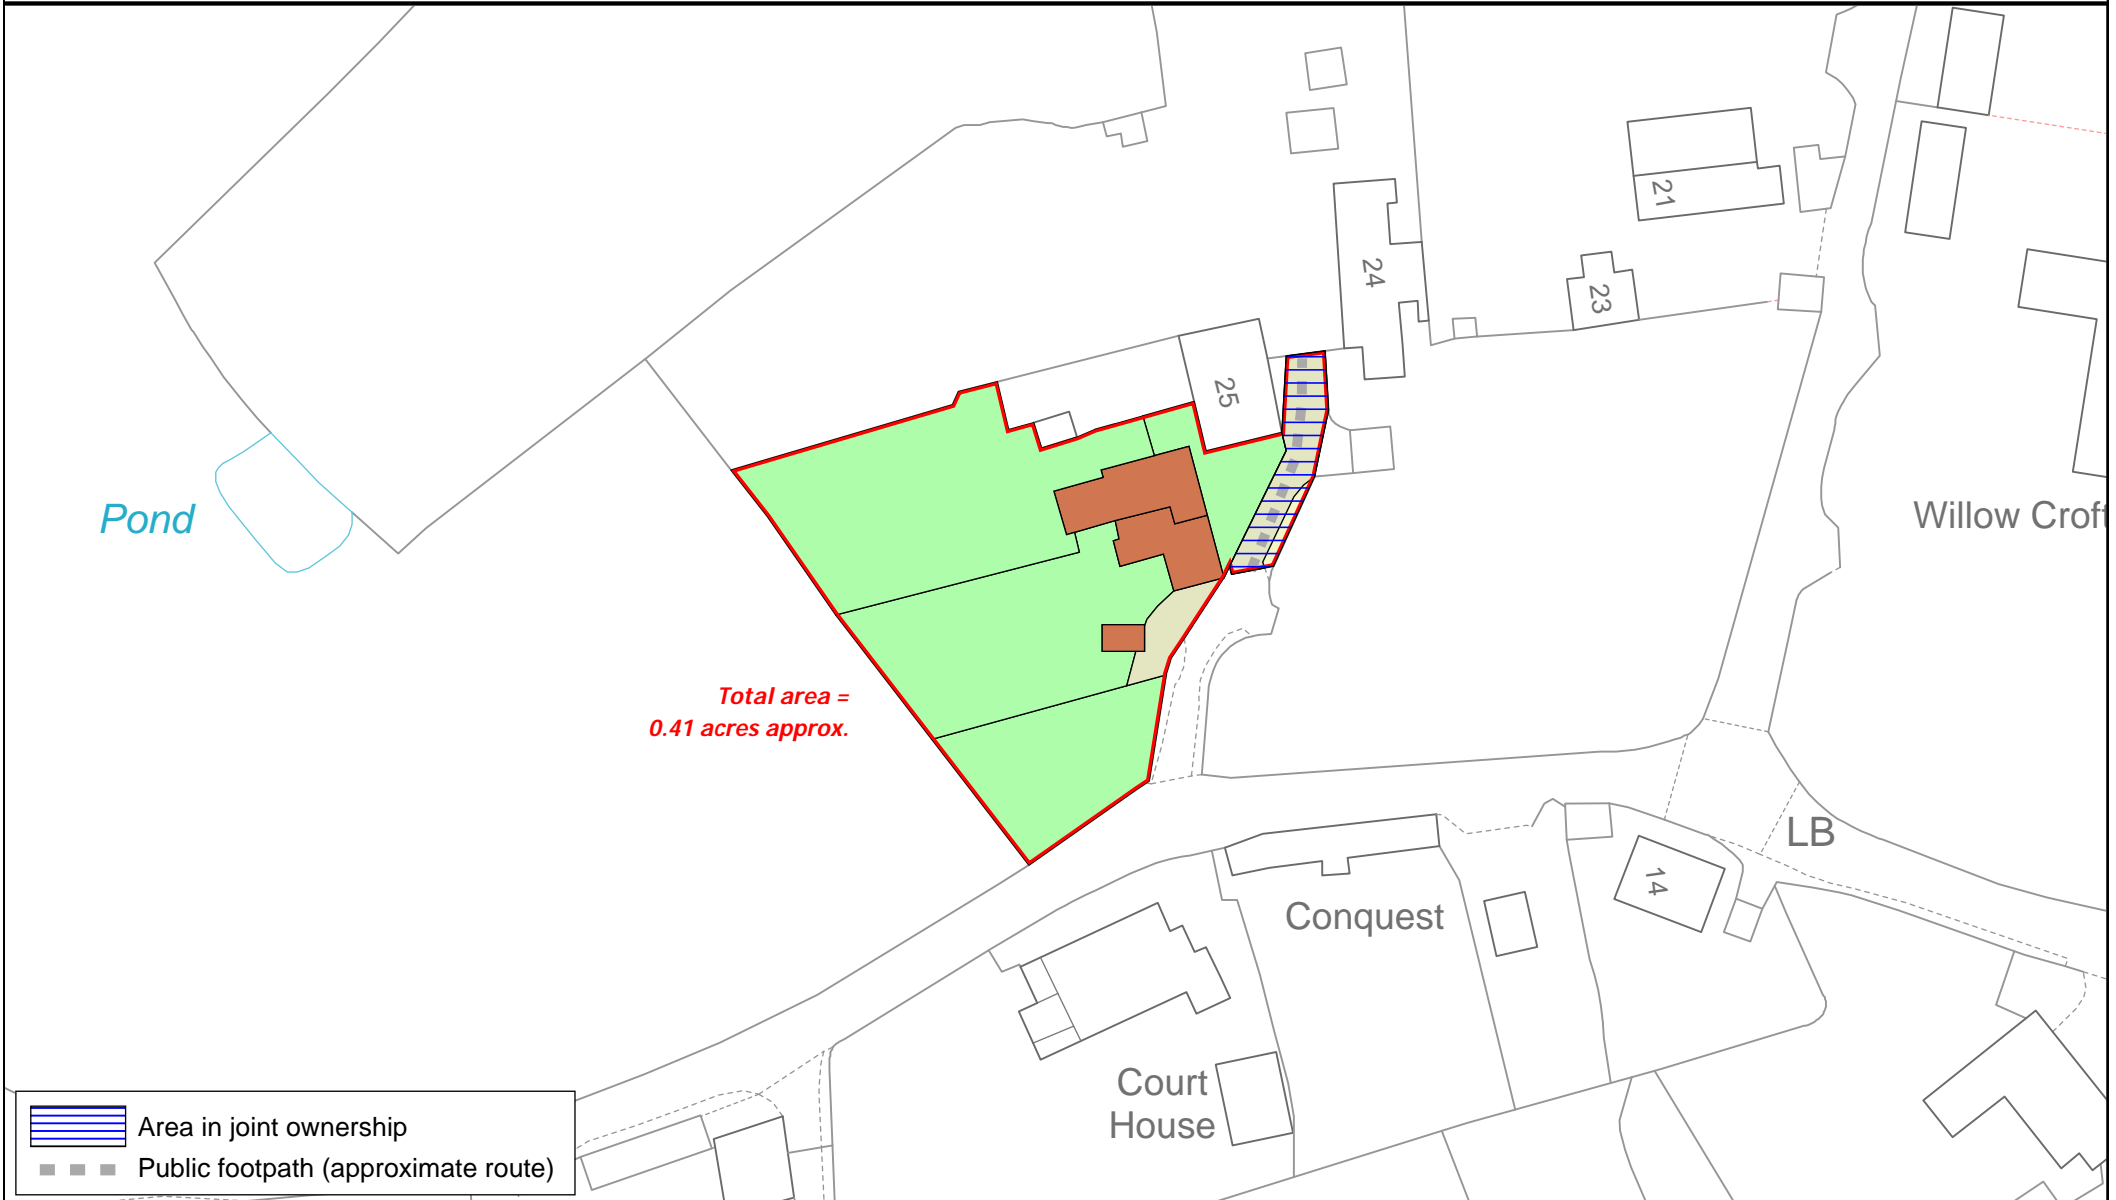 21
24
23
25
Pond
Willow Croft
Total area =
0.41 acres approx.
LB
14
Conquest
Court
House
Area in joint ownership
Public footpath (approximate route)